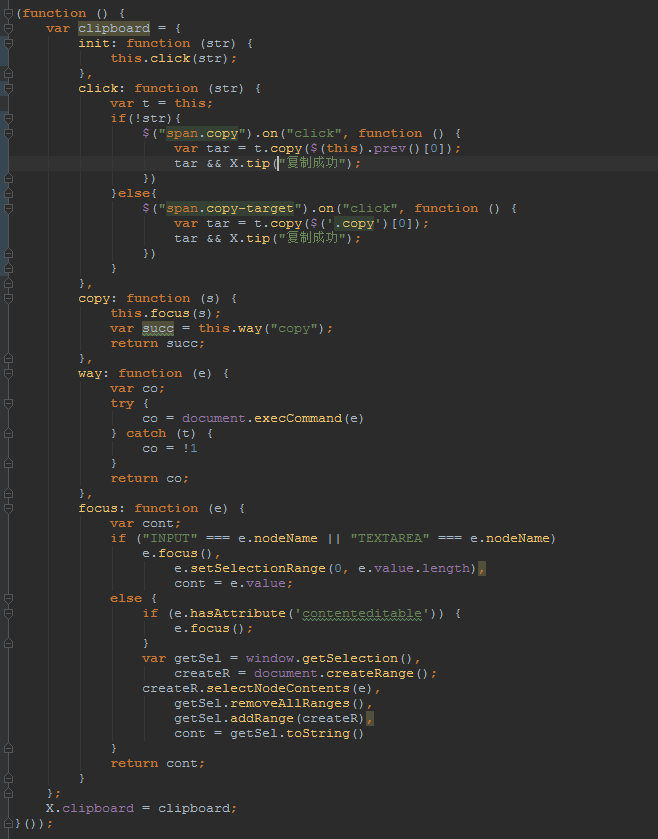 (function () {
    var clipboard = {
        init: function (str) {
            this.click(str);
        },
        click: function (str) {
            var t = this;
            if(!str){
                $("span.copy").on("click", function () {
                    var tar = t.copy($(this).prev()[0]);
                    tar && X.tip("复制成功");
                })
            }else{
                $("span.copy-target").on("click", function () {
                    var tar = t.copy($('.copy')[0]);
                    tar && X.tip("复制成功");
                })
            }
        },
        copy: function (s) {
            this.focus(s);
            var succ = this.way("copy");
            return succ;
        },
        way: function (e) {
            var co;
            try {
                co = document.execCommand(e)
            } catch (t) {
                co = !1
            }
            return co;
        },
        focus: function (e) {
            var cont;
            if ("INPUT" === e.nodeName || "TEXTAREA" === e.nodeName)
                e.focus(),
                    e.setSelectionRange(0, e.value.length),
                    cont = e.value;
            else {
                if (e.hasAttribute('contenteditable')) {
                    e.focus();
                }
                var getSel = window.getSelection(),
                    createR = document.createRange();
                createR.selectNodeContents(e),
                    getSel.removeAllRanges(),
                    getSel.addRange(createR),
                    cont = getSel.toString()
            }
            return cont;
        }
    };
    X.clipboard = clipboard;
}());